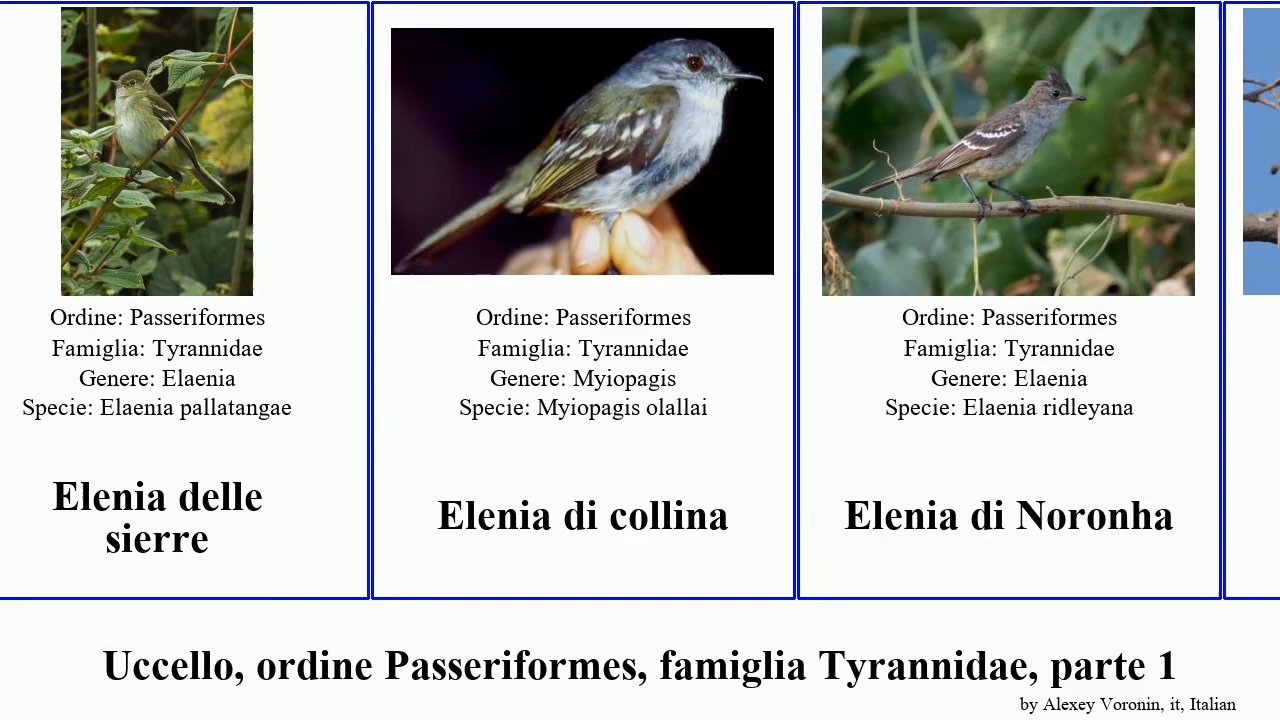 Ordine: Passeriformes
Famiglia: Tyrannidae
Genere: Elaenia
Specie: Elaenia pallatangae
Elenia delle
sierre
Ordine: Passeriformes
Famiglia: Tyrannidae
Genere: Myiopagis
Specie: Myiopagis olallai
Elenia di collina
Ordine: Passeriformes
Famiglia: Tyrannidae
Genere: Elaenia
Specie: Elaenia ridleyana
Elenia di Noronha
Uccello, ordine Passeriformes, famiglia Tyrannidae, parte 1
by Alexey Voronin, it, Italian